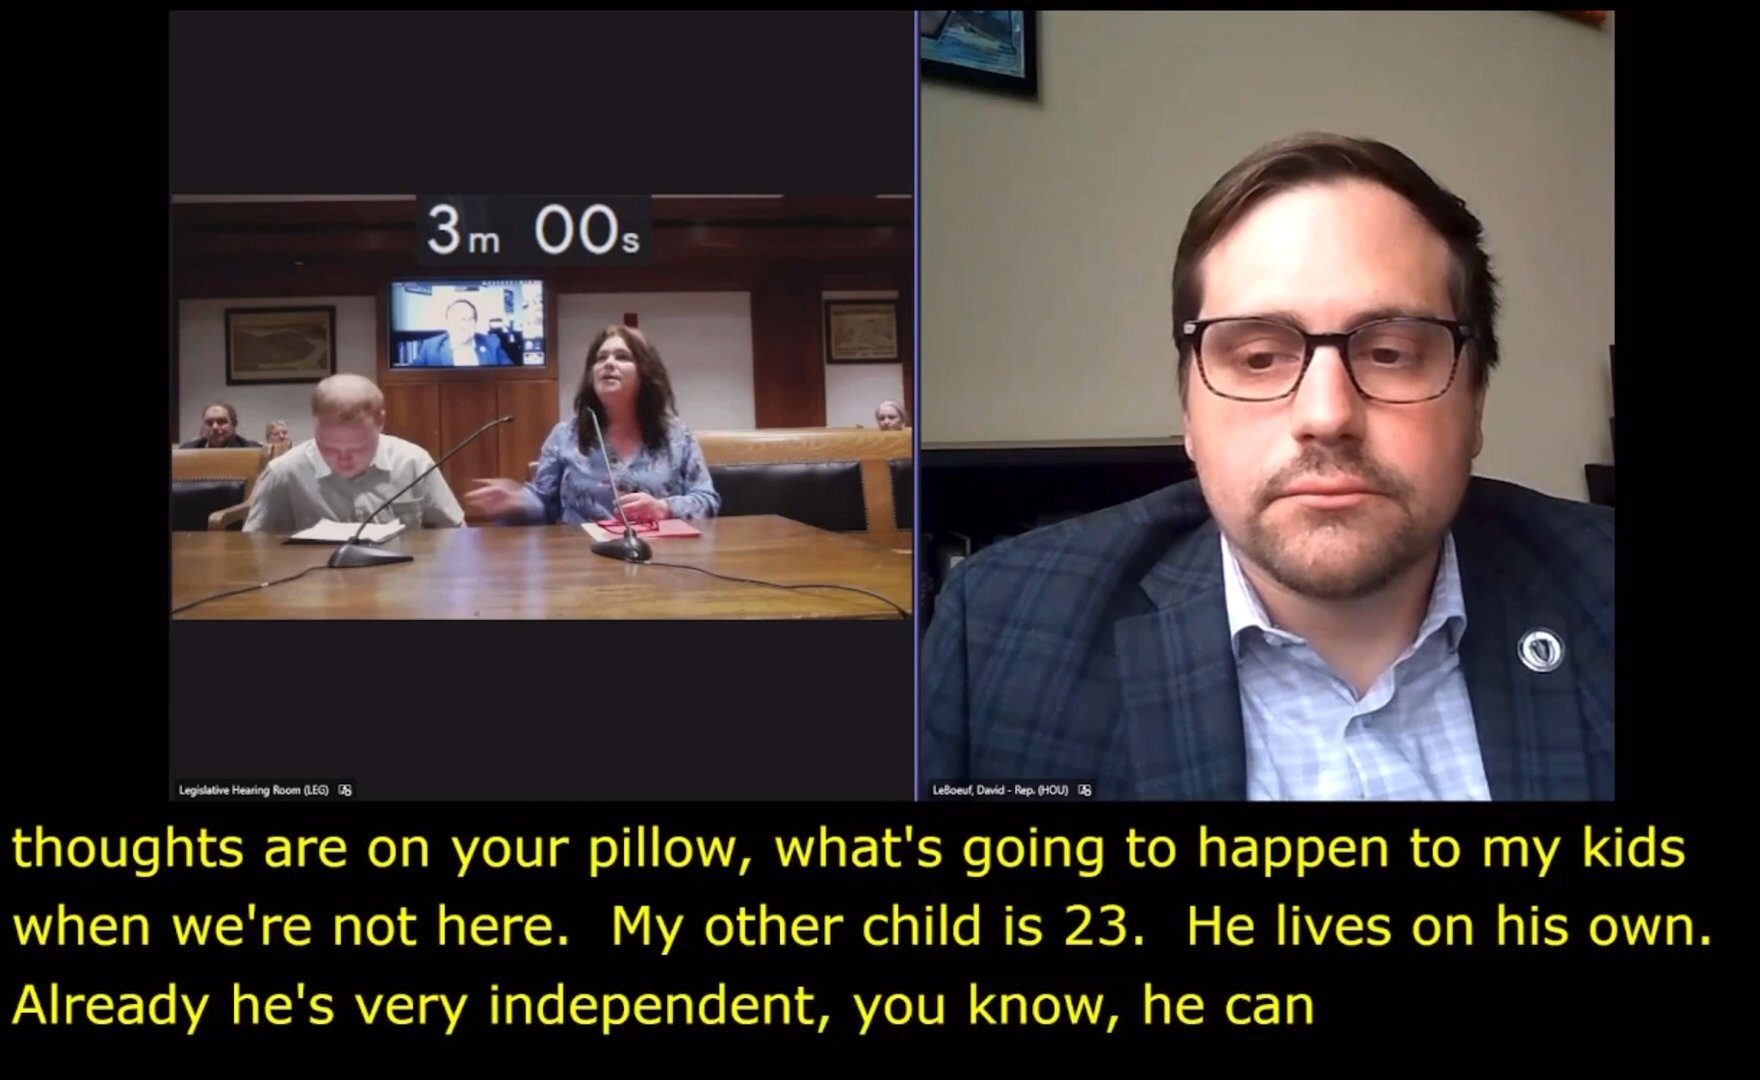 3m 00s
Legislative Hearing Room (LEG)
LeBoeuf, David - Rep. (HOU)
thoughts are on your pillow, what's going to happen to my kids
when we're not here.  My other child is 23.  He lives on his own.
Already he's very independent, you know, he can